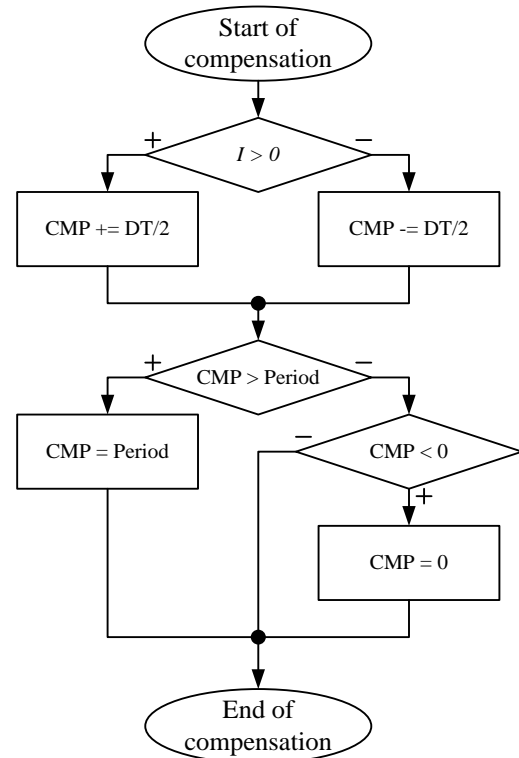 Start of
compensation
+
−
I > 0
CMP += DT/2
CMP -= DT/2
+
−
CMP > Period
CMP = Period
−
CMP < 0
+
CMP = 0
End of
compensation